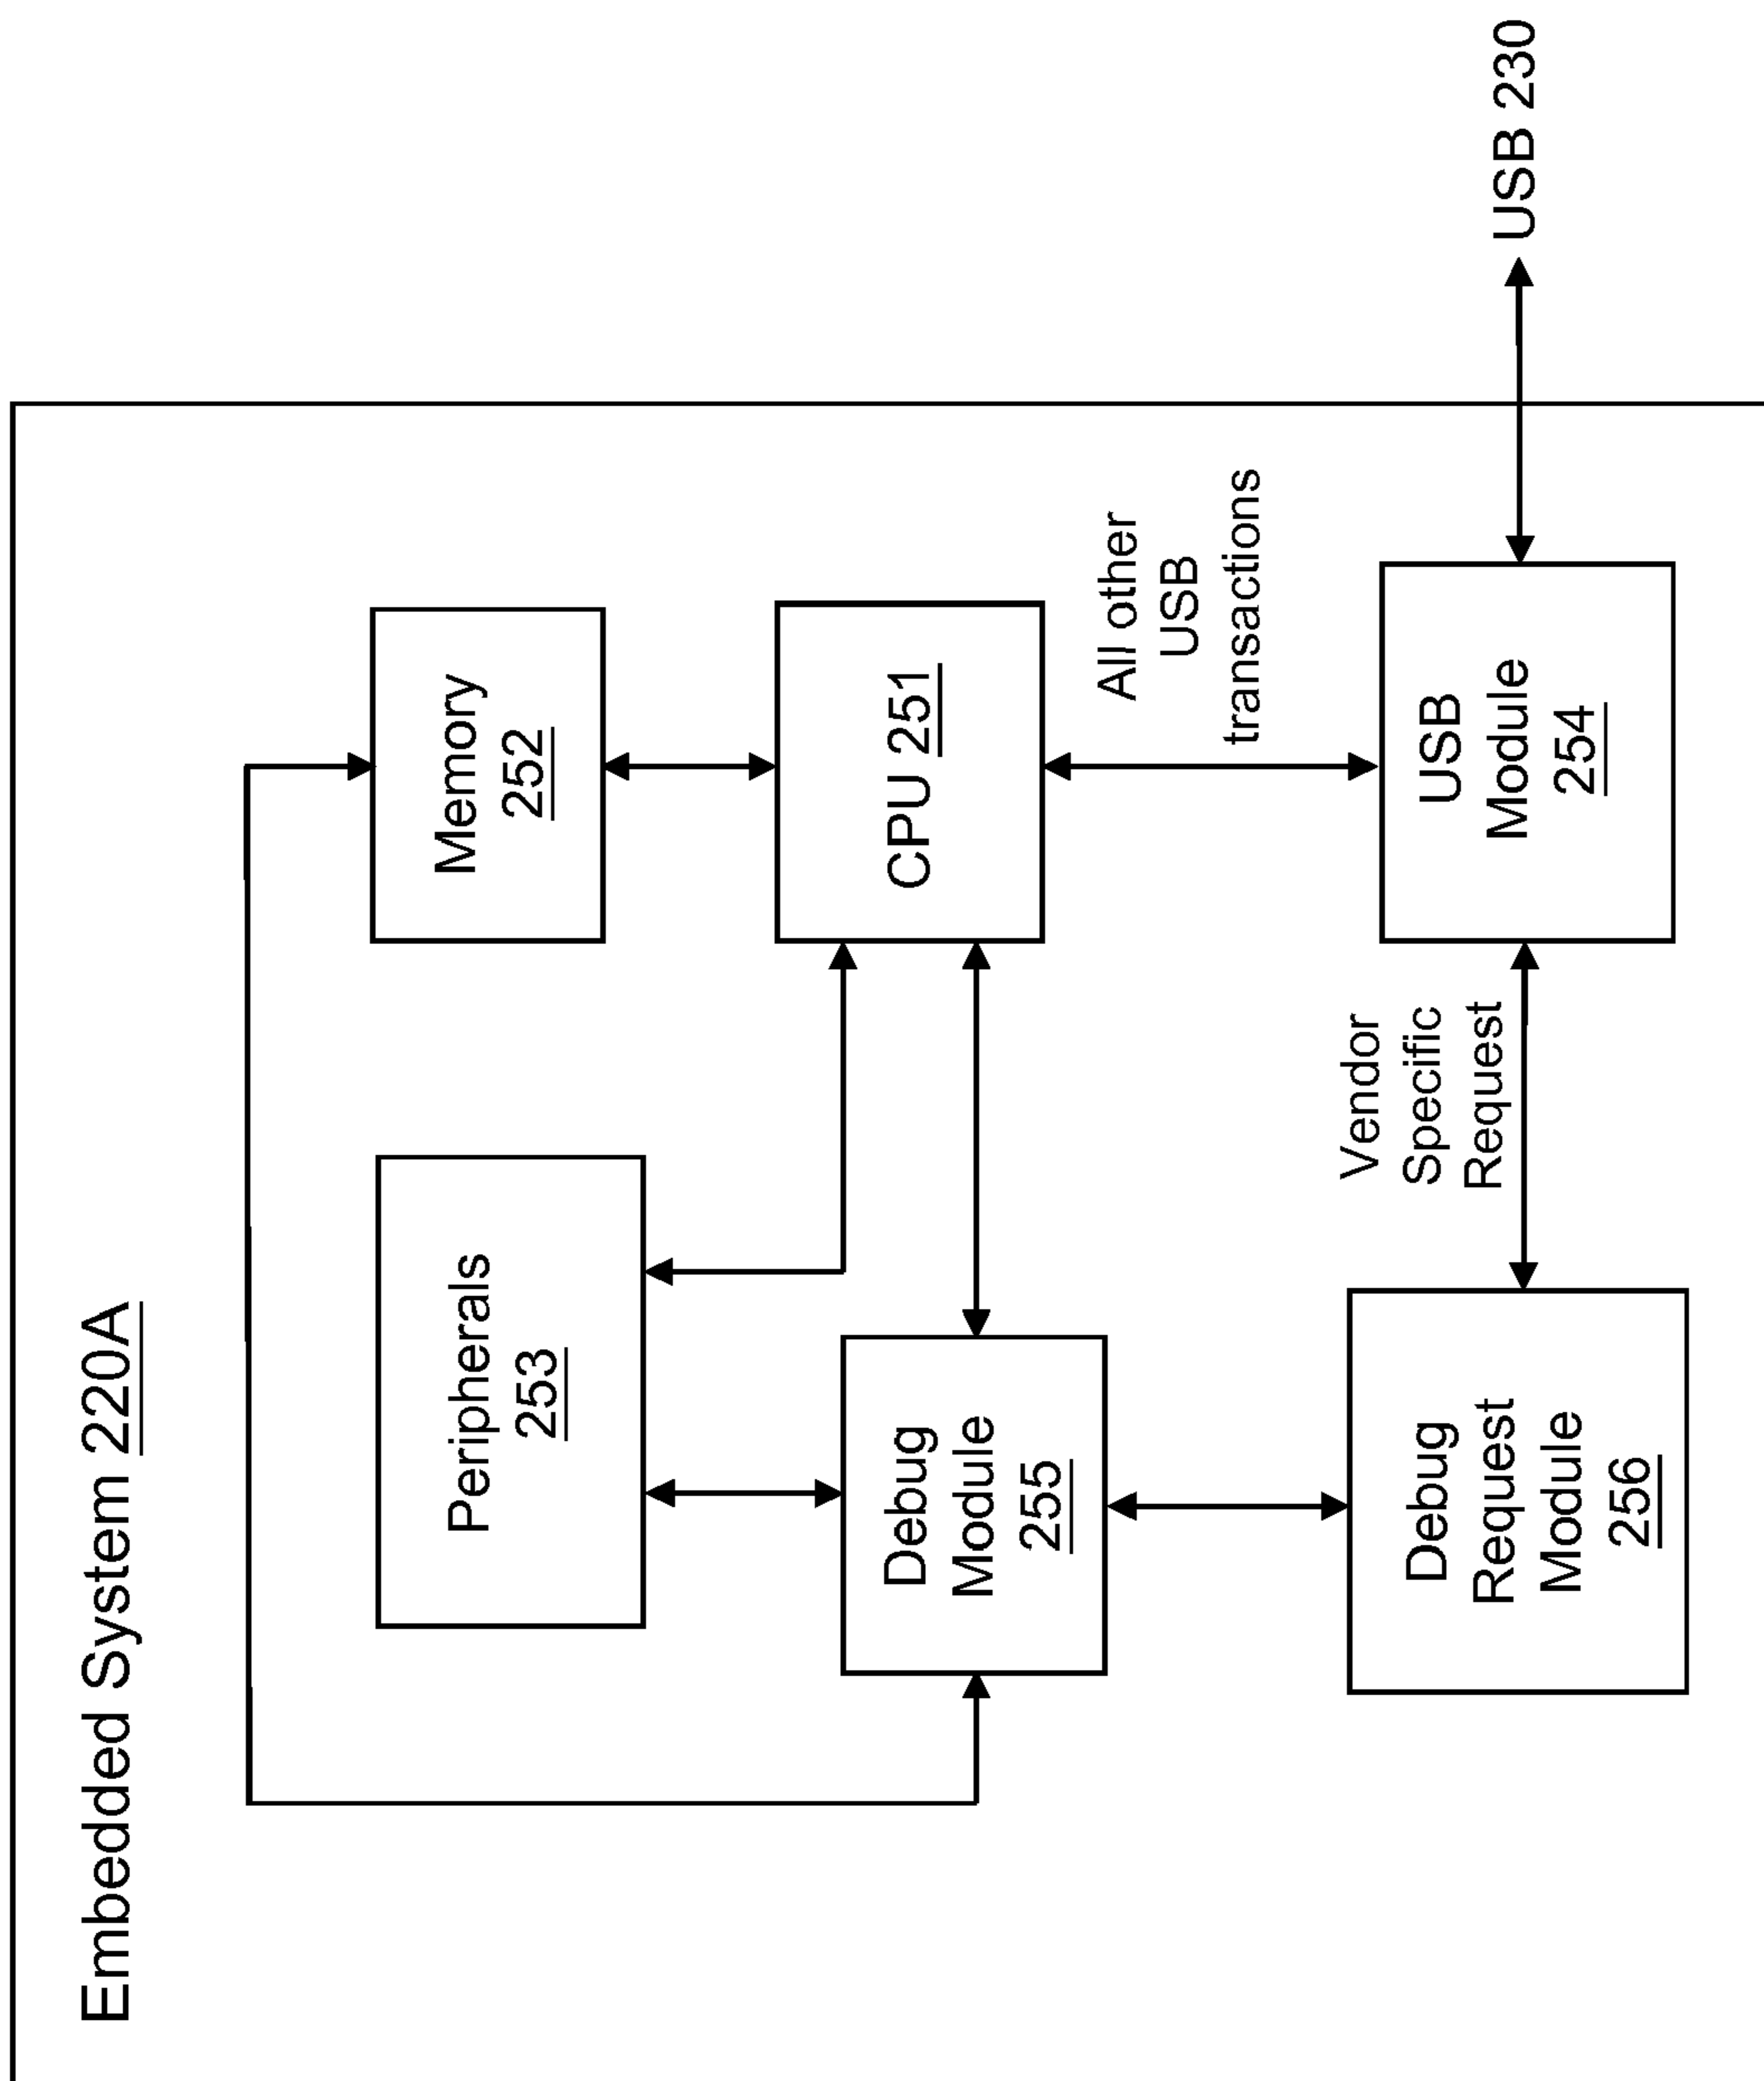 Embedded System 220A
Memory
252
Peripherals
253
CPU 251
Debug
Module
255
All other
USB
transactions
Vendor
Specific
Request
USB
Module
254
Debug
Request
Module
256
USB 230